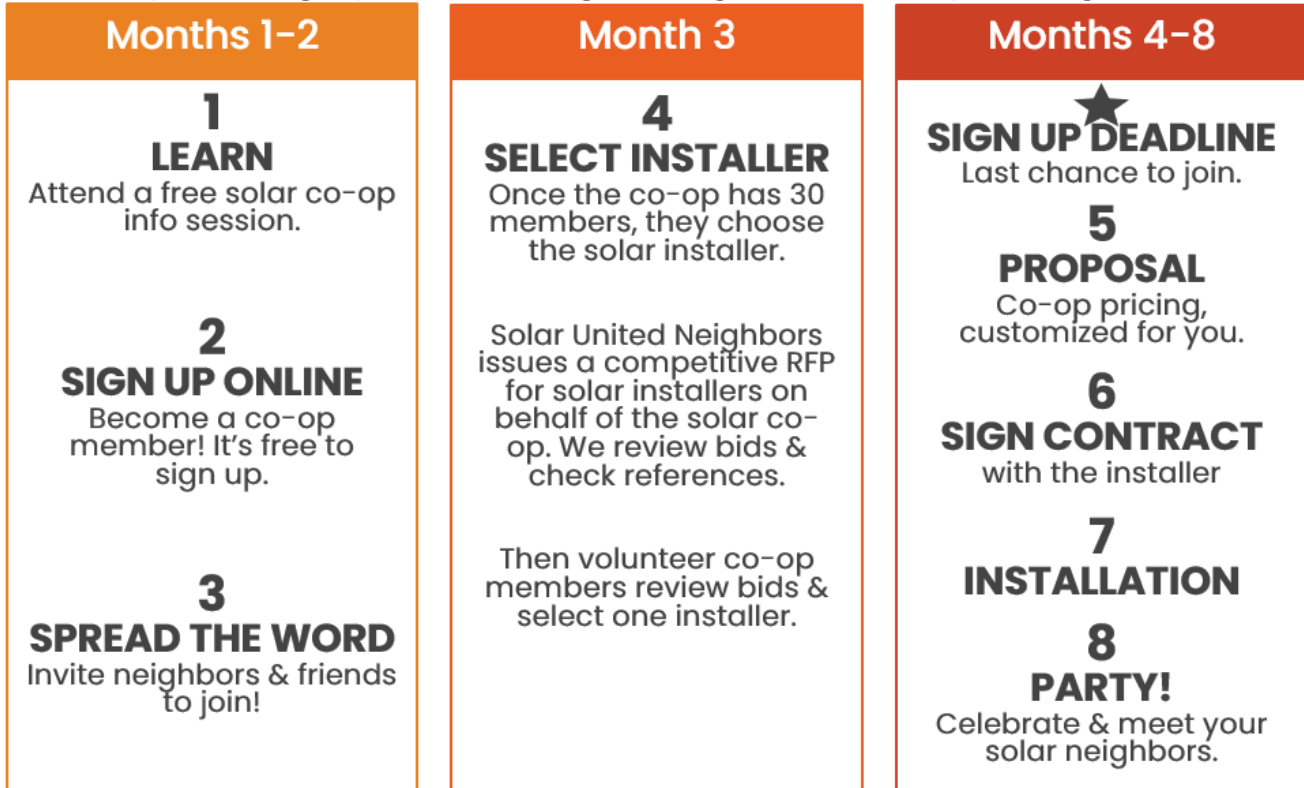 Months 1-2
1
LEARN
Attend a free solar co-op
info session.
2
SIGN UP ONLINE
Become a co-op
member! It's free to
sign up.
3
SPREAD THE WORD
Invite neighbors & friends
to join!
Month 3
4
SELECT INSTALLER
Once the co-op has 30
members, they choose
the solar installer.
Solar United Neighbors
issues a competitive RFP
for solar installers on
behalf of the solar co-
op. We review bids &
check references.
Then volunteer co-op
members review bids &
select one installer.
Months 4-8
SIGN UP DEADLINE
Last chance to join.
5
PROPOSAL
Co-op pricing,
customized for you.
6
SIGN CONTRACT
with the installer
7
INSTALLATION
8
PARTY!
Celebrate & meet your
solar neighbors.